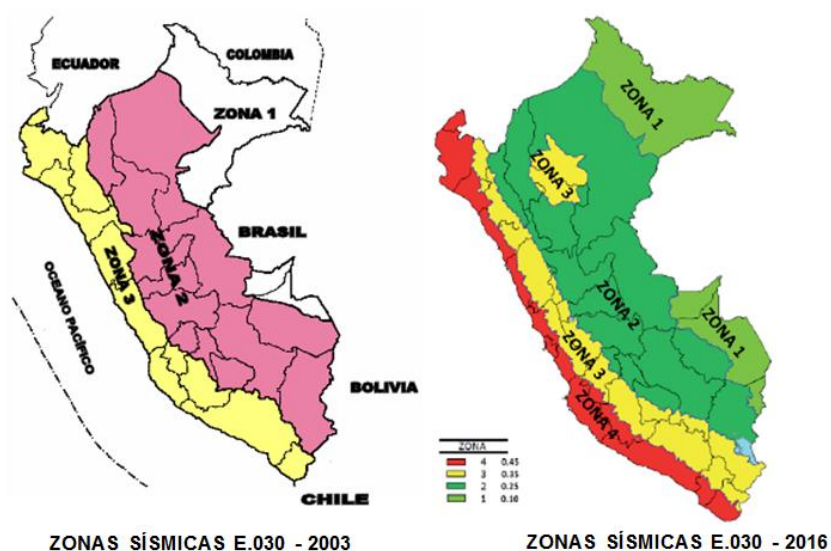 ECUADOR
COLOMBIA
ZONA 1
BRASIL
ZONA 2
ZONA 3
OCEANO PACÍFICO
BOLIVIA
CHILE
ZONAS SÍSMICAS E.030 - 2003
ZONA 1
ZONA 3
ZONA 2
ZONA 1
ZONA 3
ZONA 4
ZONA
4 0.45
3 0.35
2 0.25
1 0.10
ZONAS SÍSMICAS E.030 - 2016